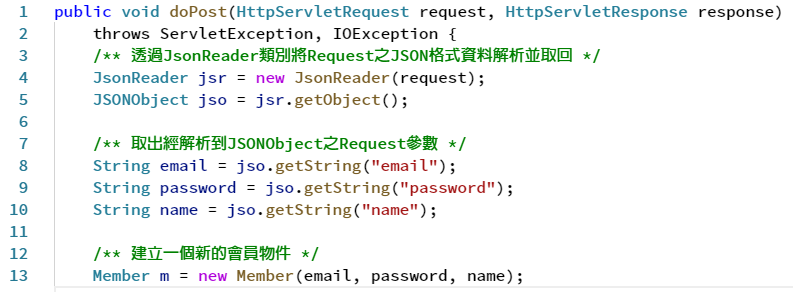 1 public void doPost(HttpServletRequest request, HttpServletResponse response)
2     throws ServletException, IOException {
3     /** 透過JsonReader類別將Request之JSON格式資料解析並取回 */
4     JsonReader jsr = new JsonReader(request);
5     JSONObject jso = jsr.getObject();
6
7     /** 取出經解析到JSONObject之Request參數 */
8     String email = jso.getString("email");
9     String password = jso.getString("password");
10     String name = jso.getString("name");
11
12     /** 建立一個新的會員物件 */
13     Member m = new Member(email, password, name);